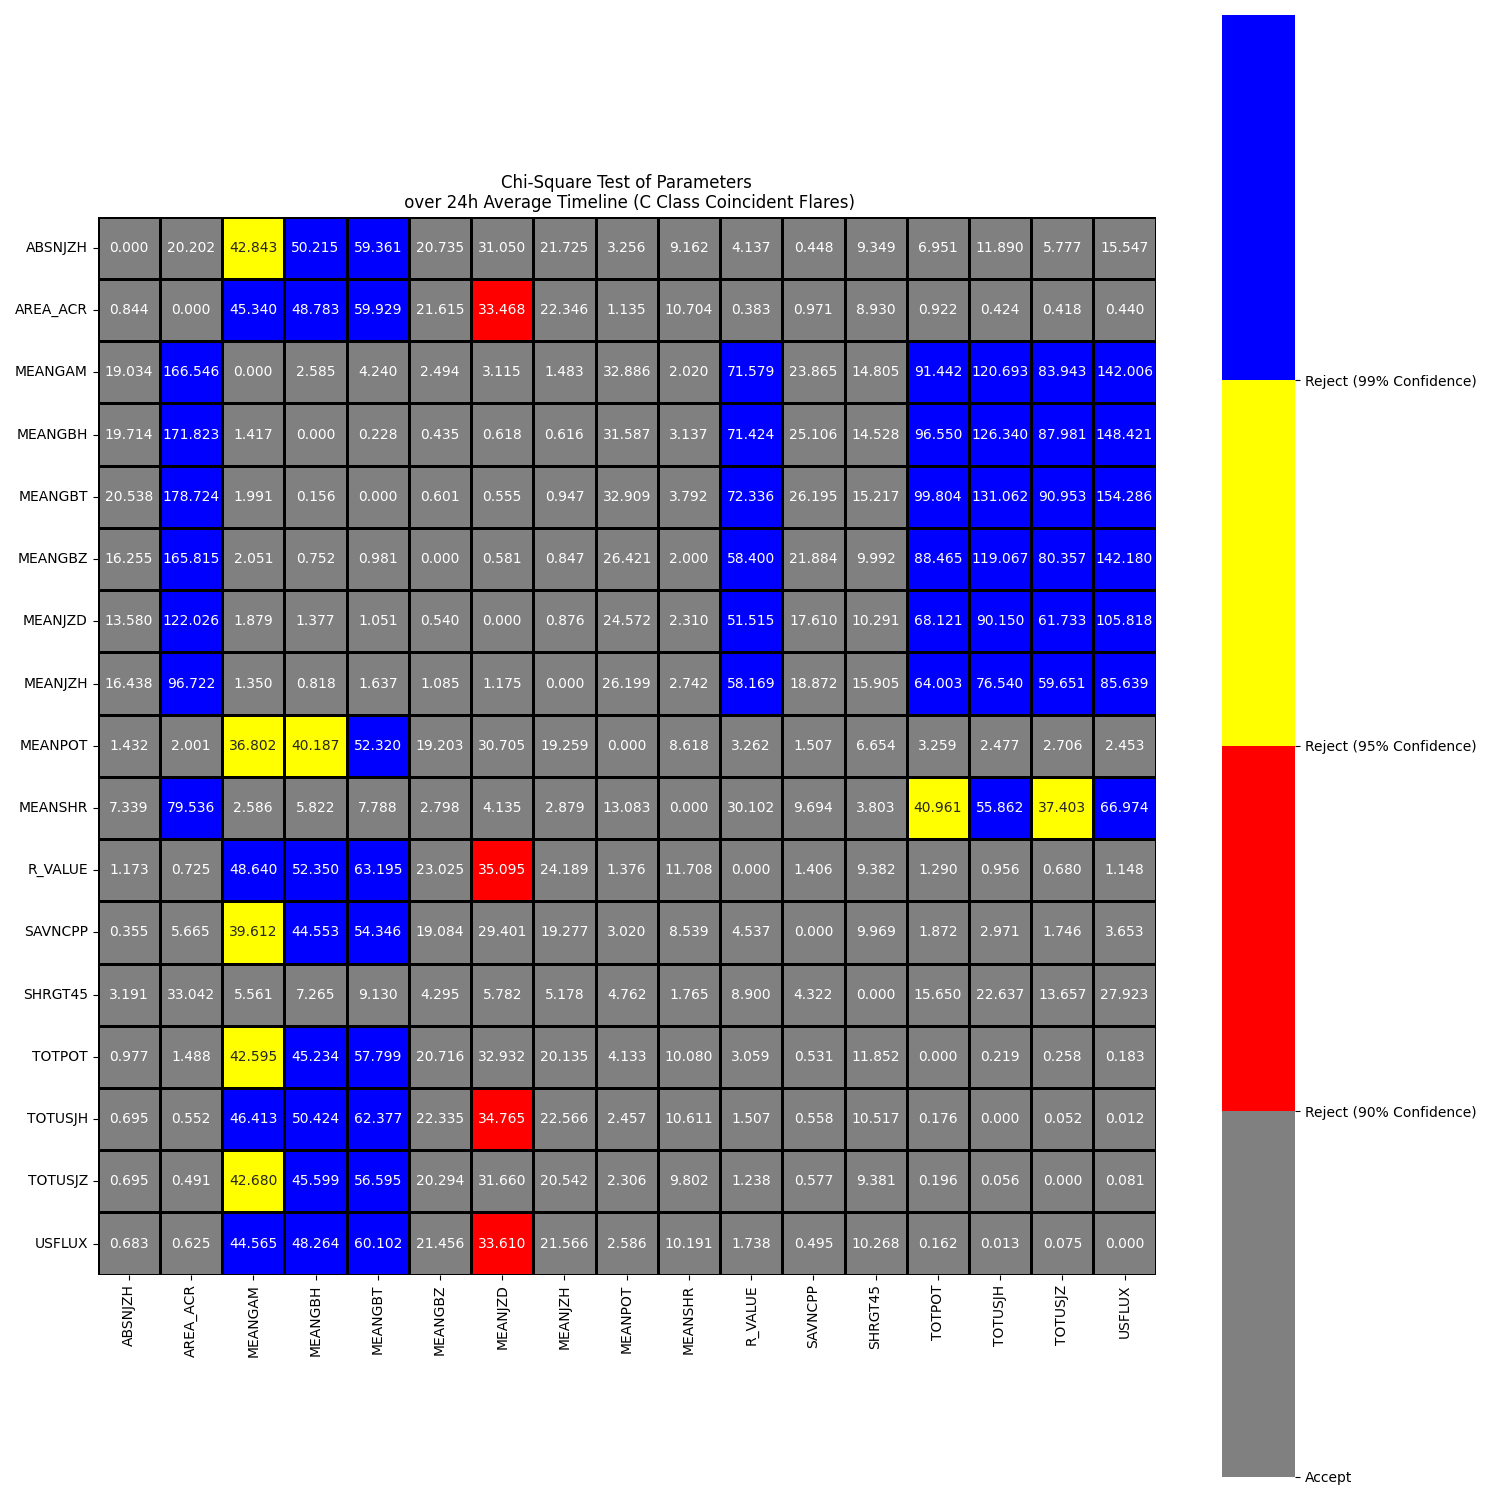 Chi-Square Test of Parameters
over 24h Average Timeline (C Class Coincident Flares)
ABSNJZH 0.000 20.202 42.843 50.215 59.361 20.735 31.050 21.725 3.256 9.162 4.137 0.448 9.349 6.951 11.890 5.777 15.547
AREA_ACR 0.844 0.000 45.340 48.783 59.929 21.615 33.468 22.346 1.135 10.704 0.383 0.971 8.930 0.922 0.424 0.418 0.440
MEANGAM 19.034 166.546 0.000 2.585 4.240 2.494 3.115 1.483 32.886 2.020 71.579 23.865 14.805 91.442 120.693 83.943 142.006
MEANGBH 19.714 171.823 1.417 0.000 0.228 0.435 0.618 0.616 31.587 3.137 71.424 25.106 14.528 96.550 126.340 87.981 148.421
MEANGBT 20.538 178.724 1.991 0.156 0.000 0.601 0.555 0.947 32.909 3.792 72.336 26.195 15.217 99.804 131.062 90.953 154.286
MEANGBZ 16.255 165.815 2.051 0.752 0.981 0.000 0.581 0.847 26.421 2.000 58.400 21.884 9.992 88.465 119.067 80.357 142.180
MEANJZD 13.580 122.026 1.879 1.377 1.051 0.540 0.000 0.876 24.572 2.310 51.515 17.610 10.291 68.121 90.150 61.733 105.818
MEANJZH 16.438 96.722 1.350 0.818 1.637 1.085 1.175 0.000 26.199 2.742 58.169 18.872 15.905 64.003 76.540 59.651 85.639
MEANPOT 1.432 2.001 36.802 40.187 52.320 19.203 30.705 19.259 0.000 8.618 3.262 1.507 6.654 3.259 2.477 2.706 2.453
MEANSHR 7.339 79.536 2.586 5.822 7.788 2.798 4.135 2.879 13.083 0.000 30.102 9.694 3.803 40.961 55.862 37.403 66.974
R_VALUE 1.173 0.725 48.640 52.350 63.195 23.025 35.095 24.189 1.376 11.708 0.000 1.406 9.382 1.290 0.956 0.680 1.148
SAVNCPP 0.355 5.665 39.612 44.553 54.346 19.084 29.401 19.277 3.020 8.539 4.537 0.000 9.969 1.872 2.971 1.746 3.653
SHRGT45 3.191 33.042 5.561 7.265 9.130 4.295 5.782 5.178 4.762 1.765 8.900 4.322 0.000 15.650 22.637 13.657 27.923
TOTPOT 0.977 1.488 42.595 45.234 57.799 20.716 32.932 20.135 4.133 10.080 3.059 0.531 11.852 0.000 0.219 0.258 0.183
TOTUSJH 0.695 0.552 46.413 50.424 62.377 22.335 34.765 22.566 2.457 10.611 1.507 0.558 10.517 0.176 0.000 0.052 0.012
TOTUSJZ 0.695 0.491 42.680 45.599 56.595 20.294 31.660 20.542 2.306 9.802 1.238 0.577 9.381 0.196 0.056 0.000 0.081
USFLUX 0.683 0.625 44.565 48.264 60.102 21.456 33.610 21.566 2.586 10.191 1.738 0.495 10.268 0.162 0.013 0.075 0.000
ABSNJZH AREA_ACR MEANGAM MEANGBH MEANGBT MEANGBZ MEANJZD MEANJZH MEANPOT MEANSHR R_VALUE SAVNCPP SHRGT45 TOTPOT TOTUSJH TOTUSJZ USFLUX
Reject (99% Confidence)
Reject (95% Confidence)
Reject (90% Confidence)
Accept